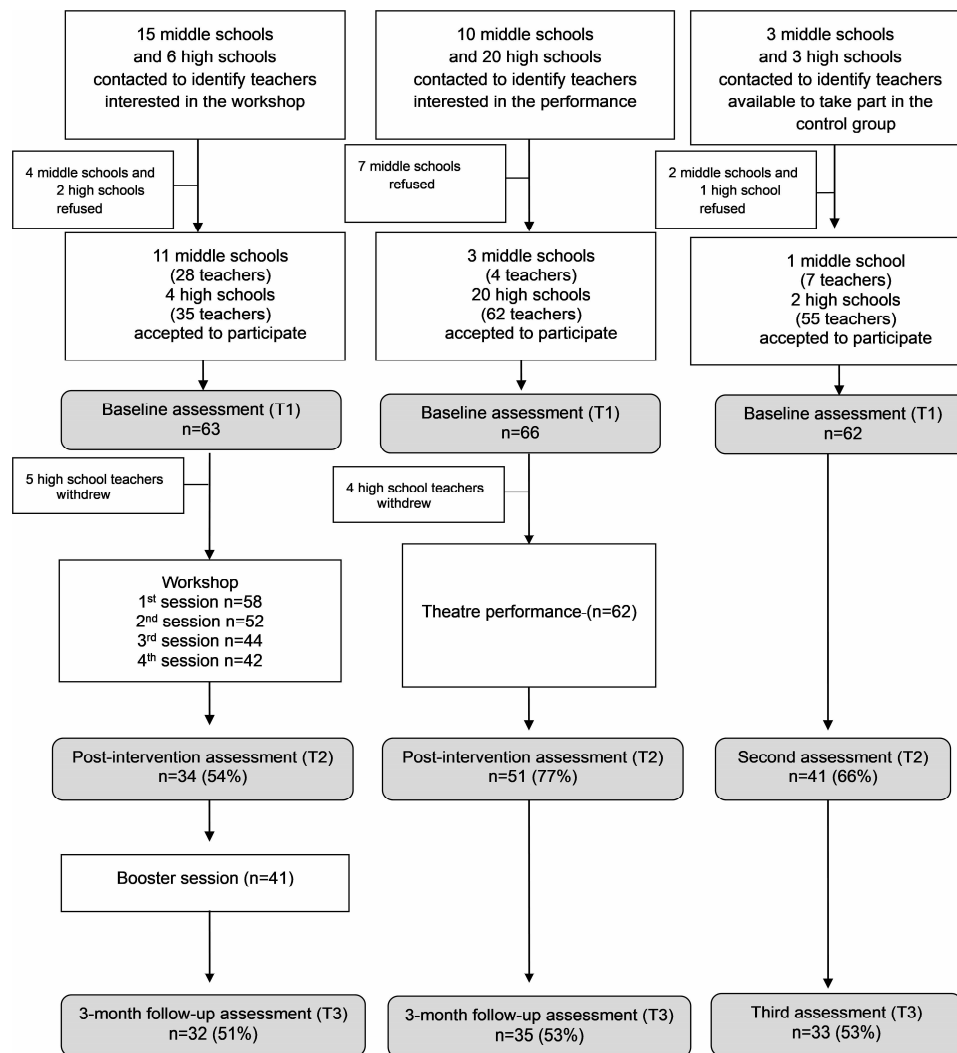 15 middle schools
and 6 high schools
contacted to identify teachers
interested in the workshop
10 middle schools
and 20 high schools
contacted to identify teachers
interested in the performance
3 middle schools
and 3 high schools
contacted to identify teachers
available to take part in the
control group
4 middle schools and
2 high schools
refused
7 middle schools
refused
2 middle schools and
1 high school
refused
11 middle schools
(28 teachers)
4 high schools
(35 teachers)
accepted to participate
3 middle schools
(4 teachers)
20 high schools
(62 teachers)
accepted to participate
1 middle school
(7 teachers)
2 high schools
(55 teachers)
accepted to participate
Baseline assessment (T1)
n=63
Baseline assessment (T1)
n=66
Baseline assessment (T1)
n=62
5 high school teachers
withdrew
4 high school teachers
withdrew
Workshop
1st session n=58
2nd session n=52
3rd session n=44
4th session n=42
Theatre performance (n=62)
Post-intervention assessment (T2)
n=34 (54%)
Post-intervention assessment (T2)
n=51 (77%)
Second assessment (T2)
n=41 (66%)
Booster session (n=41)
3-month follow-up assessment (T3)
n=32 (51%)
3-month follow-up assessment (T3)
n=35 (53%)
Third assessment (T3)
n=33 (53%)